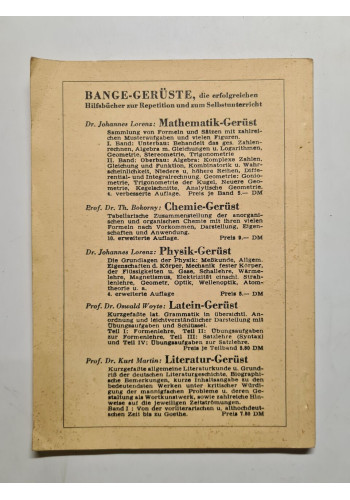 BANGE-GERÜSTE, die erfolgreichen
Hilfsbücher zur Repetition und zum Selbstunterricht
Dr. Johannes Lorenz: Mathematik-Gerüst
Sammlung von Formeln und Sätzen mit zahlrei-
chen Musteraufgaben und vielen Figuren.
I. Band: Unterbau: Behandelt das ges. Zahlen-
rechnen, Algebra m. Gleichungen u. Logarithmen,
Geometrie, Stereometrie, Trigonometrie
II. Band: Oberbau: Algebra: Komplexe Zahlen,
Gleichung und Funktion, Kombinatorik u. Wahr-
scheinlichkeit, Niedere u. höhere Reihen, Diffe-
rential- und Integralrechnung. Geometrie: Gonio-
metrie, Trigonometrie der Kugel, Neuere Geo-
metrie, Kegelschnitte, Analytische Geometrie.
4. verbesserte Auflage. Preis je Band 5.— DM
Prof. Dr. Th. Bokorny: Chemie-Gerüst
Tabellarische Zusammenstellung der anorgani-
schen und organischen Chemie mit ihren vielen
Formeln nach Vorkommen, Darstellung, Eigen-
schaften und Anwendung.
10. erweiterte Auflage. Preis 9.— DM
Dr. Johannes Lorenz: Physik-Gerüst
Die Grundlagen der Physik: Meßkunde, Allgem.
Eigenschaften d. Körper, Mechanik der fest. Körper,
der Flüssigkeiten u. Gase, Schallehre, Wärme-
lehre, Magnetismus, Elektrizität einschl. Strah-
lenlehre, Geometr. Optik, Wellenoptik, Atom-
theorie u. a.
4. erweiterte Auflage Preis 8.— DM
Prof. Dr. Oswald Woyte: Latein-Gerüst
Kurzgefaßte lat. Grammatik in übersichtl. An-
ordnung und leichtverständlicher Darstellung mit
Übungsaufgaben und Schlüssel.
Teil I: Formenlehre, Teil II: Übungsaufgaben
zur Formenlehre, Teil III: Satzlehre (Syntax)
und Teil IV: Übungsaufgaben zur Satzlehre.
Preis je Teilband 5.80 DM
Prof. Dr. Karl Martin: Literatur-Gerüst
Kurzgefaßte allgemeine Literaturkunde u. Grund-
riß der deutschen Literaturgeschichte, Biographi-
sche Bemerkungen, kurze Inhaltsangabe zu den
bedeutenden Werken unter kritischer Würdi-
gung der mannigfachen Probleme u. deren Ge-
staltung als Wortkunstwerk, sowie zahlreiche Hin-
weise auf die jeweiligen Zeitströmungen.
Band I: Von der vorliterarischen u. althochdeut-
schen Zeit bis zu Goethe. Preis 7.80 DM